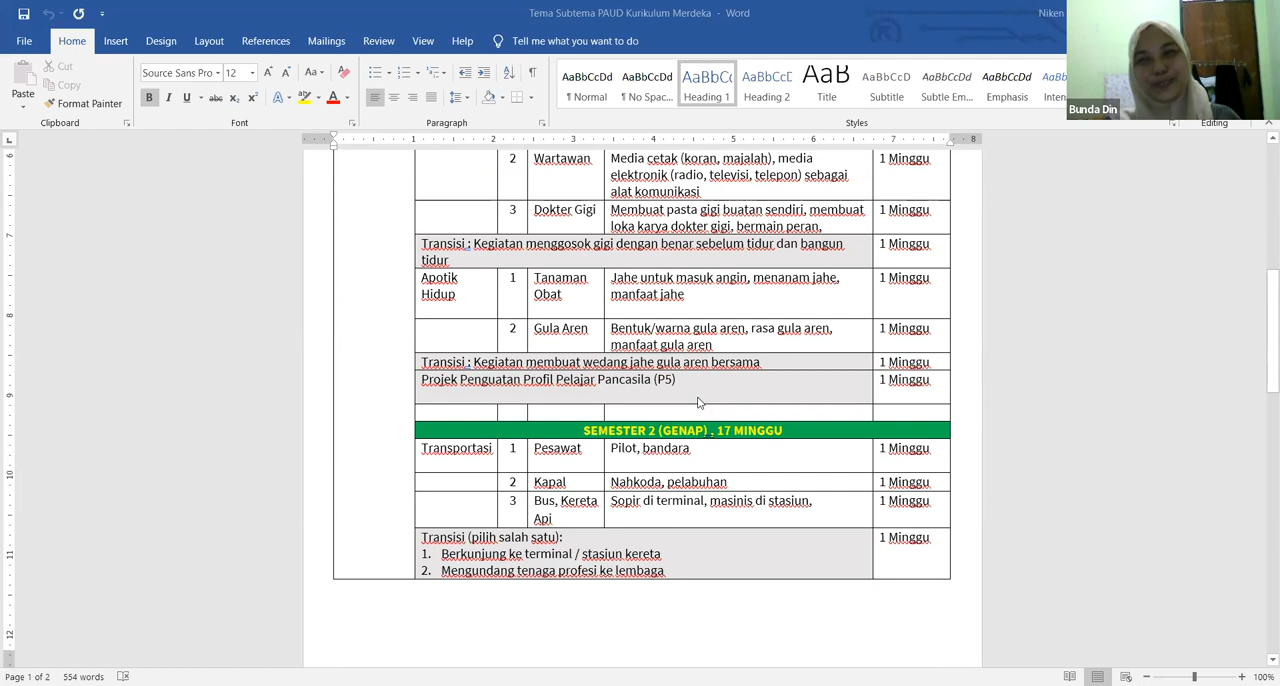 Tema Subtema PAUD Kurikulum Merdeka - Word
Niken
File Home Insert Design Layout References Mailings Review View Help Tell me what you want to do
Paste
Cut
Copy
Format Painter
Clipboard
Source Sans Pro 12
Font
Paragraph
AaBbCcDd AaBbCcDd AaBbC AaBbCcD AaB AaBbCcDd AaBbCcDd AaBbCcDd
¶ Normal ¶ No Spac... Heading 1 Heading 2 Title Subtitle Subtle Em... Emphasis
Styles
Editing
Bunda Din
2 Wartawan Media cetak (koran, majalah), media 1 Minggu
elektronik (radio, televisi, telepon) sebagai
alat komunikasi
3 Dokter Gigi Membuat pasta gigi buatan sendiri, membuat 1 Minggu
loka karya dokter gigi, bermain peran,
Transisi : Kegiatan menggosok gigi dengan benar sebelum tidur dan bangun 1 Minggu
tidur
Apotik 1 Tanaman Jahe untuk masuk angin, menanam jahe, 1 Minggu
Hidup Obat manfaat jahe
2 Gula Aren Bentuk/warna gula aren, rasa gula aren, 1 Minggu
manfaat gula aren
Transisi : Kegiatan membuat wedang jahe gula aren bersama 1 Minggu
Projek Penguatan Profil Pelajar Pancasila (P5) 1 Minggu
SEMESTER 2 (GENAP) . 17 MINGGU
Transportasi 1 Pesawat Pilot, bandara 1 Minggu
2 Kapal Nahkoda, pelabuhan 1 Minggu
3 Bus, Kereta Sopir di terminal, masinis di stasiun, 1 Minggu
Api
Transisi (pilih salah satu): 1 Minggu
1. Berkunjung ke terminal / stasiun kereta
2. Mengundang tenaga profesi ke lembaga
Page 1 of 2 554 words
100%